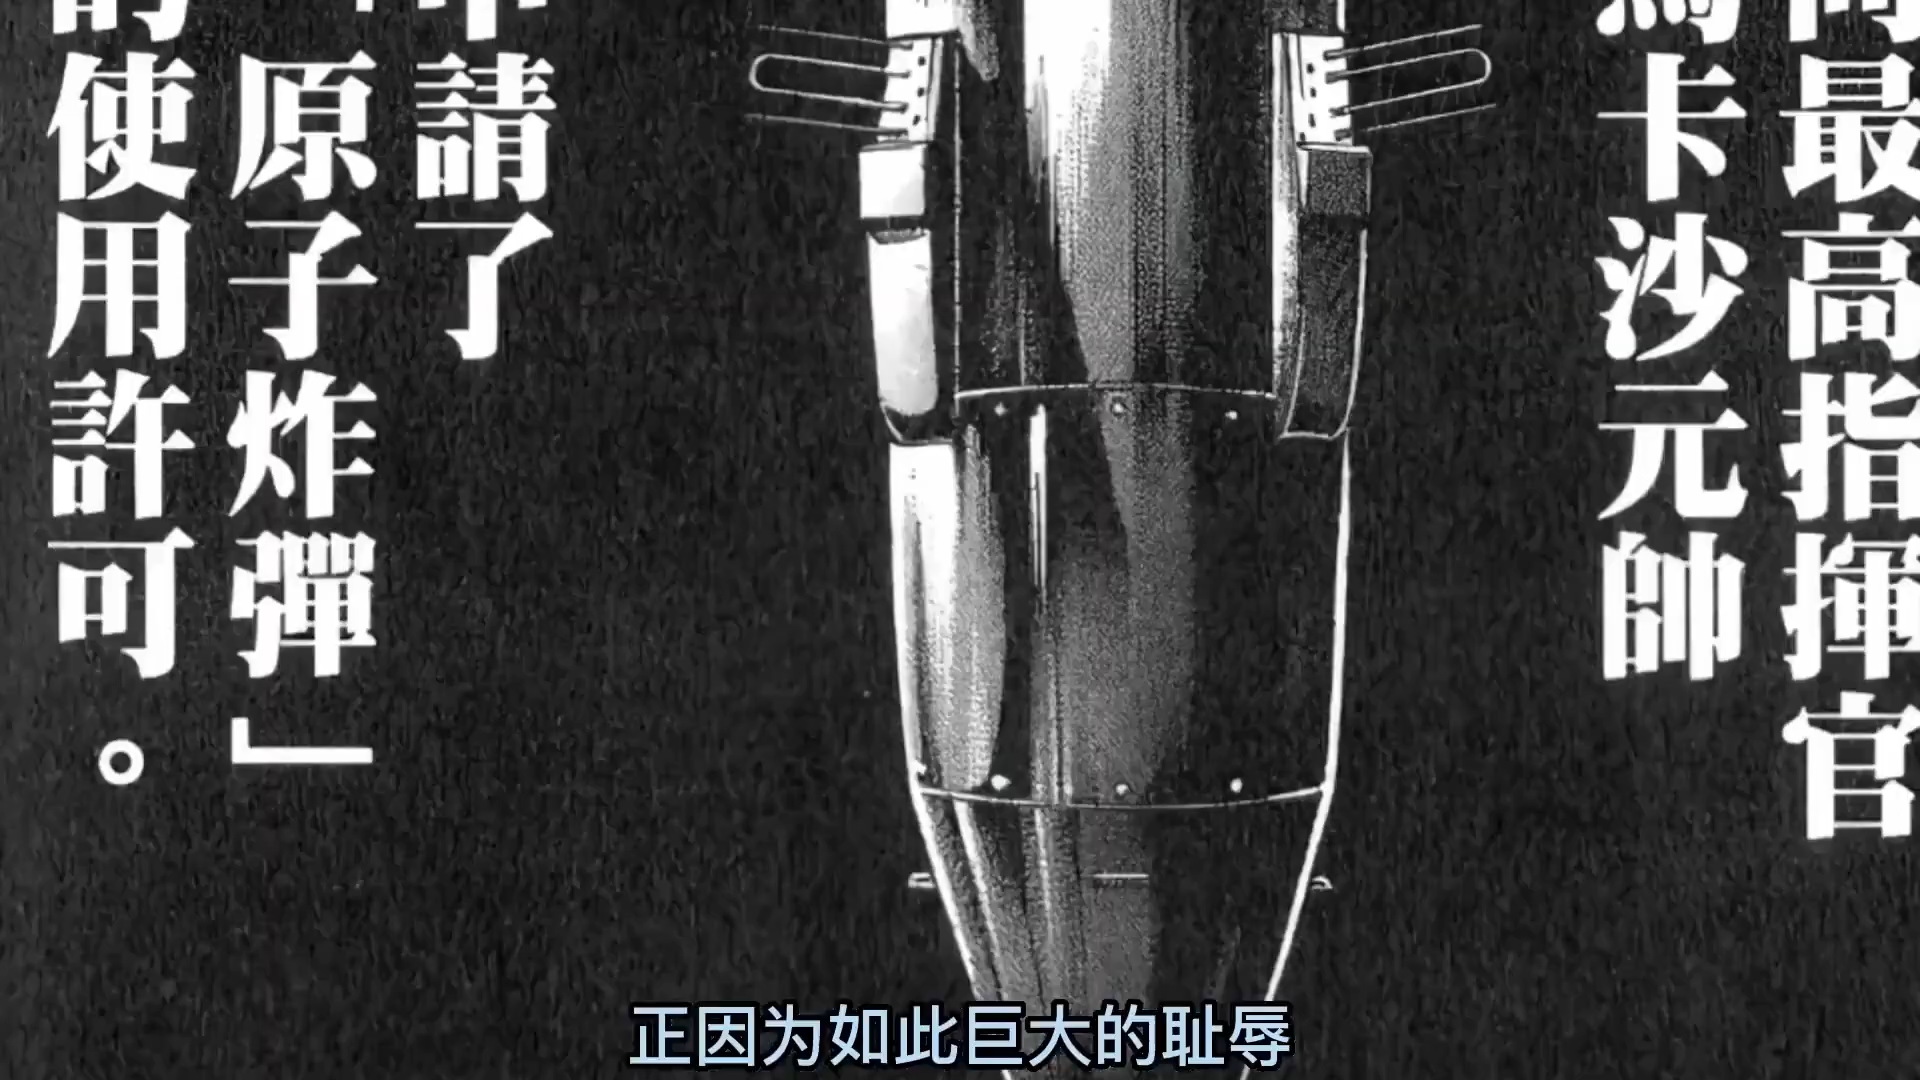 最高指揮官
卡沙元帥
請了
原子炸彈」
使用許可。
正因为如此巨大的耻辱